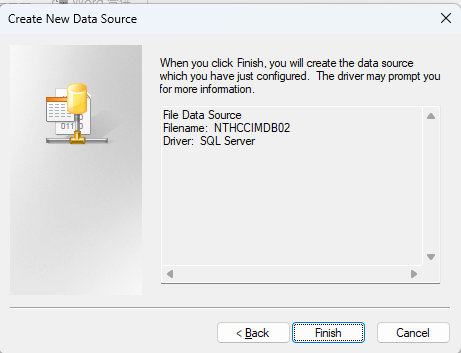 Create New Data Source
When you click Finish, you will create the data source
which you have just configured.  The driver may prompt you
for more information.
File Data Source
Filename:  NTHCCIMDB02
Driver:  SQL Server
< Back
Finish
Cancel